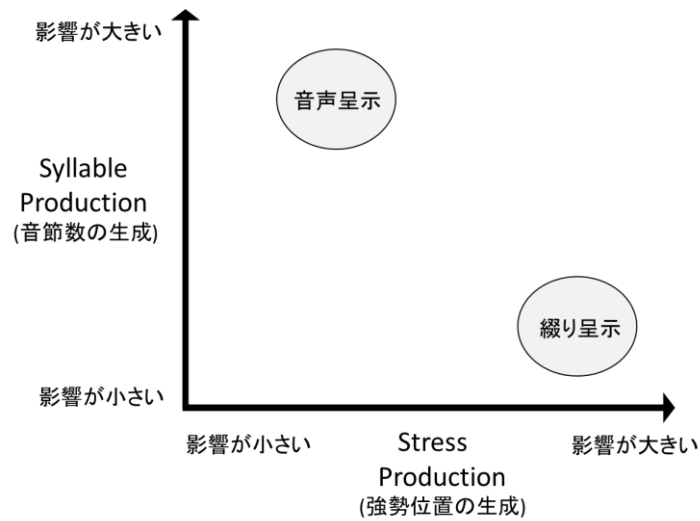 影響が大きい
音声呈示
Syllable
Production
(音節数の生成)
綴り呈示
影響が小さい
影響が小さい
Stress
Production
(強勢位置の生成)
影響が大きい